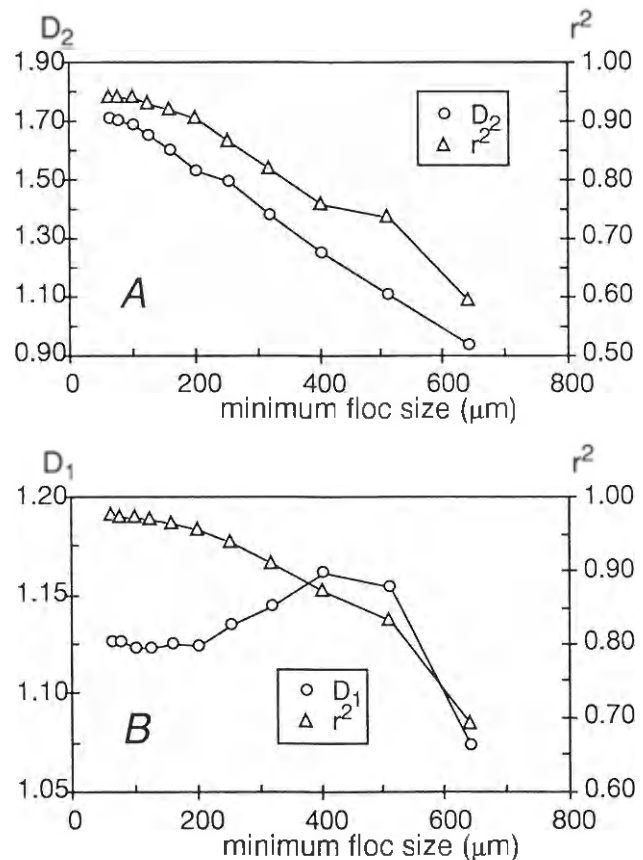 D₂ r²
1.90 1.00
D₂
1.70 0.90
r²
1.50 0.80
1.30 0.70
A
1.10 0.60
0.90 0.50
0 200 400 600 800
minimum floc size (μm)
D₁ r²
1.20 1.00
1.15 0.90
0.80
D₁
1.10
r²
B 0.70
1.05 0.60
0 200 400 600 800
minimum floc size (μm)